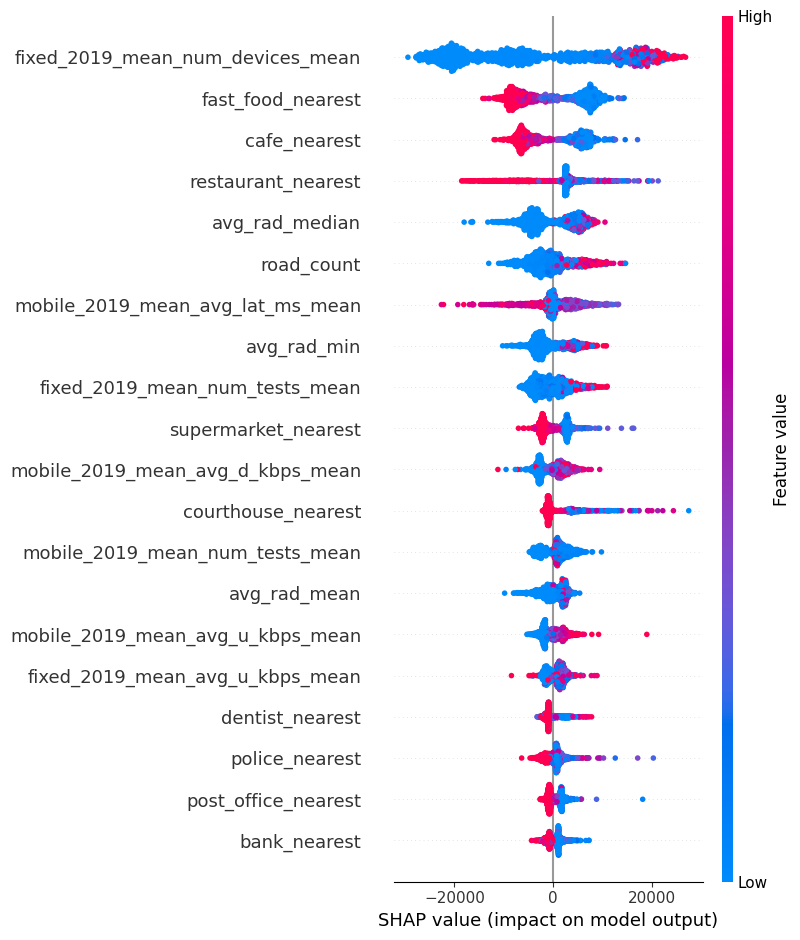 High
fixed_2019_mean_num_devices_mean
fast_food_nearest
cafe_nearest
restaurant_nearest
avg_rad_median
road_count
mobile_2019_mean_avg_lat_ms_mean
avg_rad_min
fixed_2019_mean_num_tests_mean
supermarket_nearest
mobile_2019_mean_avg_d_kbps_mean
courthouse_nearest
mobile_2019_mean_num_tests_mean
avg_rad_mean
mobile_2019_mean_avg_u_kbps_mean
fixed_2019_mean_avg_u_kbps_mean
dentist_nearest
police_nearest
post_office_nearest
bank_nearest
Feature value
Low
−20000 0 20000
SHAP value (impact on model output)